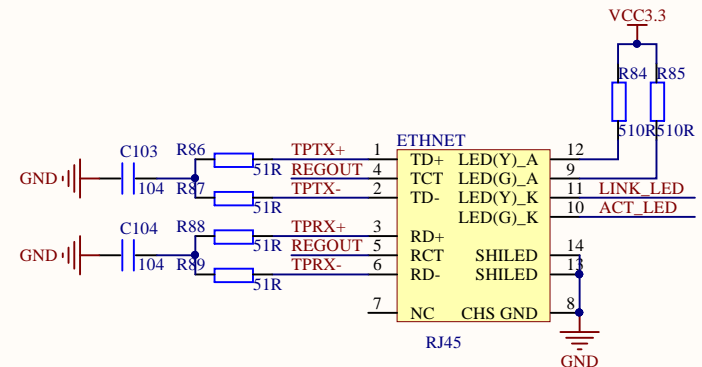 VCC3.3
R84 R85
510R 510R
ETHNET
C103
104
GND
R86
51R
R87
51R
TPTX+
REGOUT
TPTX-
C104
104
GND
R88
51R
R89
51R
TPRX+
REGOUT
TPRX-
1 TD+ LED(Y)_A 12
4 TCT LED(G)_A 9
2 TD- LED(Y)_K 11 LINK_LED
LED(G)_K 10 ACT_LED
3 RD+
5 RCT SHILED 14
6 RD- SHILED 13
7 NC CHS GND 8
RJ45
GND